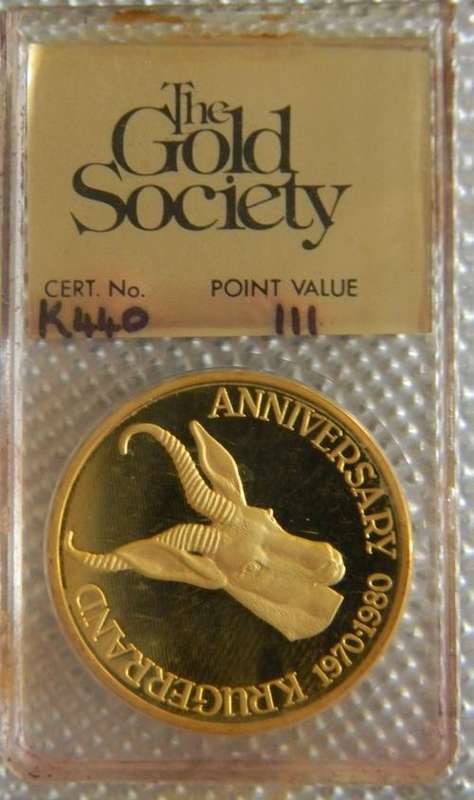 The
Gold
Society
CERT. No. POINT VALUE
K440 111
KRUGERRAND ANNIVERSARY
1970·1980